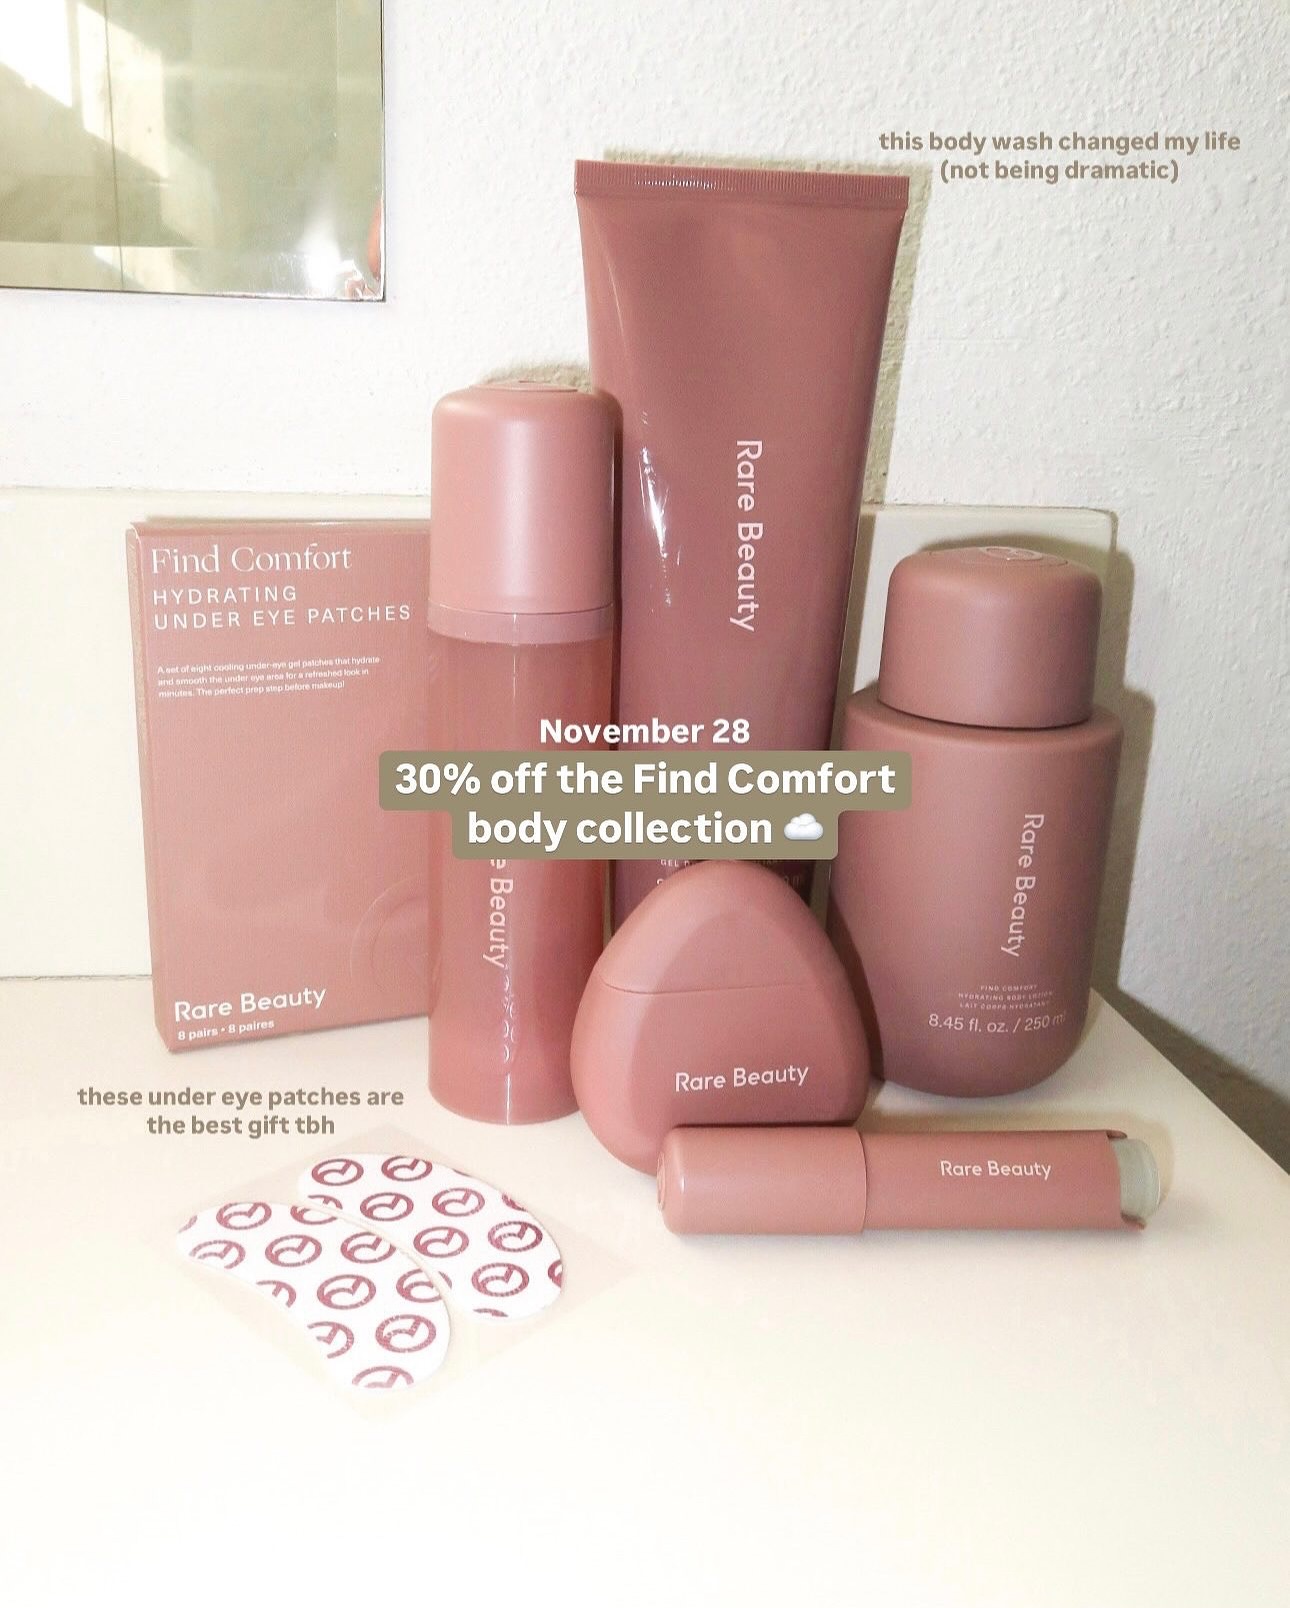 this body wash changed my life
(not being dramatic)
Rare Beauty
Find Comfort
HYDRATING
UNDER EYE PATCHES
A set of eight cooling under-eye gel patches that hydrate
and smooth the under eye area for a refreshed look in
minutes. The perfect prep step before makeup!
November 28
30% off the Find Comfort
body collection ☁️
Beauty
Rare Beauty
FIND COMFORT
HYDRATING BODY LOTION
LAIT CORPS HYDRATANT
8.45 fl. oz. / 250 ml
Rare Beauty
8 pairs • 8 paires
Rare Beauty
Rare Beauty
these under eye patches are
the best gift tbh